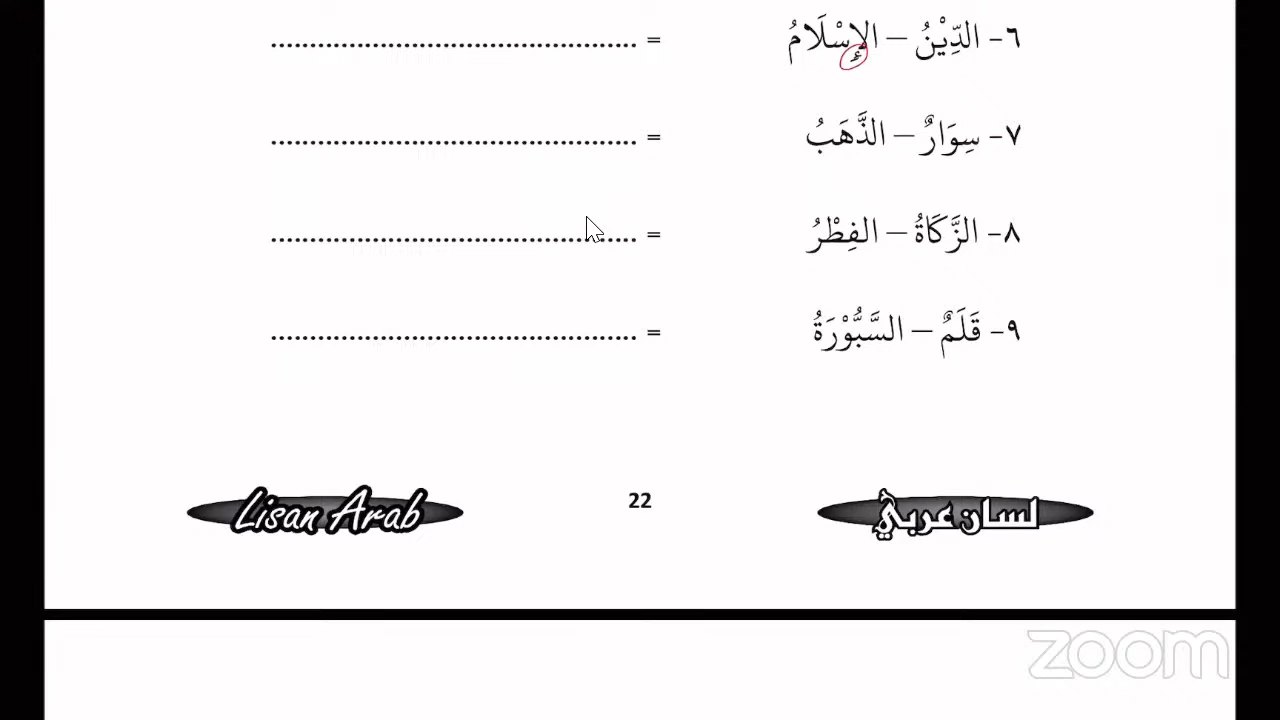 ٦- الدِّيْنُ – الإِسْلَامُ = ...............................................
٧- سِوَارٌ – الذَّهَبُ = ...............................................
٨- الزَّكَاةُ – الفِطْرُ = ...............................................
٩- قَلَمٌ – السَّبُّوْرَةُ = ...............................................
Lisan Arab 22 لسان عربي
zoom